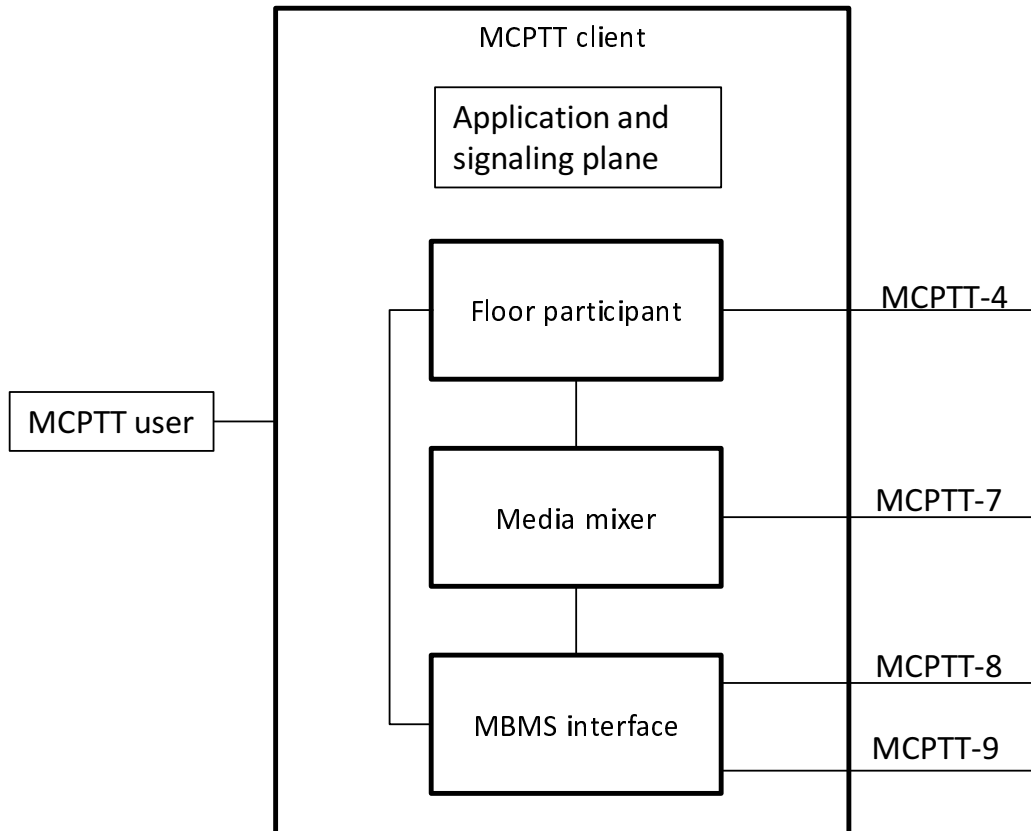 MCPTT client
Application and
signaling plane
Floor participant
MCPTT-4
MCPTT user
Media mixer
MCPTT-7
MBMS interface
MCPTT-8
MCPTT-9